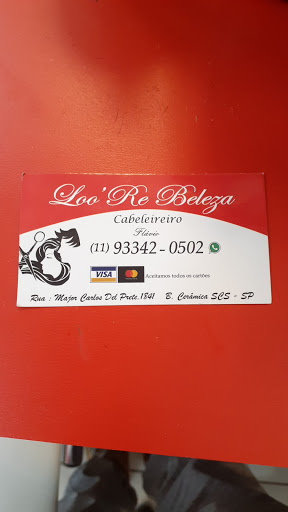 Loo' Re Beleza
Cabeleireiro
Flávio
(11) 93342-0502
VISA Aceitamos todos os cartões
Rua : Major Carlos Del Prete, 1841 B. Cerâmica SCS - SP